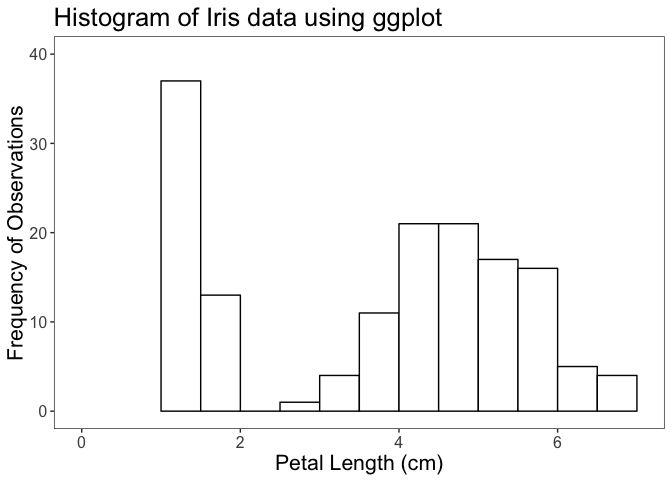 Histogram of Iris data using ggplot
40
30
20
10
0
Frequency of Observations
0 2 4 6
Petal Length (cm)